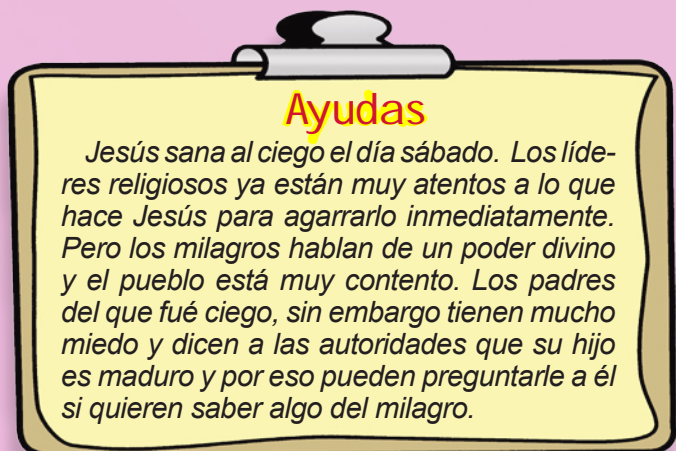 Ayudas
Jesús sana al ciego el día sábado. Los líde-
res religiosos ya están muy atentos a lo que
hace Jesús para agarrarlo inmediatamente.
Pero los milagros hablan de un poder divino
y el pueblo está muy contento. Los padres
del que fué ciego, sin embargo tienen mucho
miedo y dicen a las autoridades que su hijo
es maduro y por eso pueden preguntarle a él
si quieren saber algo del milagro.